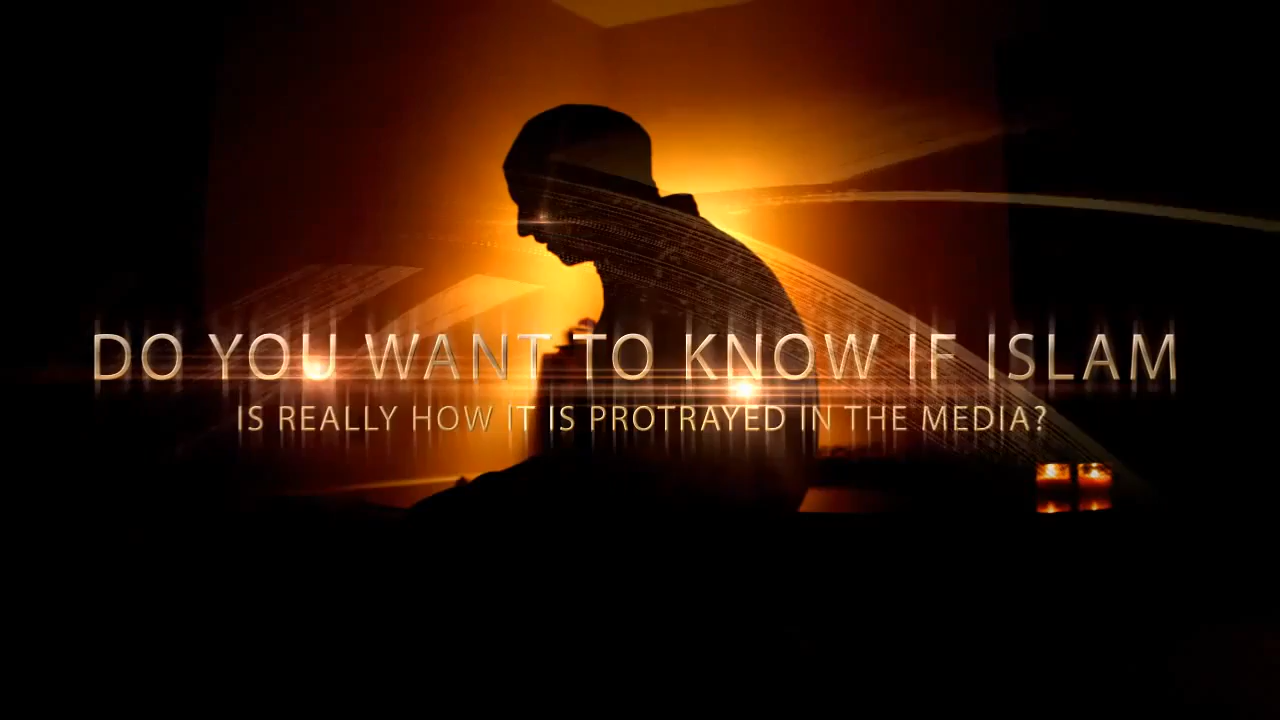 DO YOU WANT TO KNOW IF ISLAM
IS REALLY HOW IT IS PROTRAYED IN THE MEDIA?